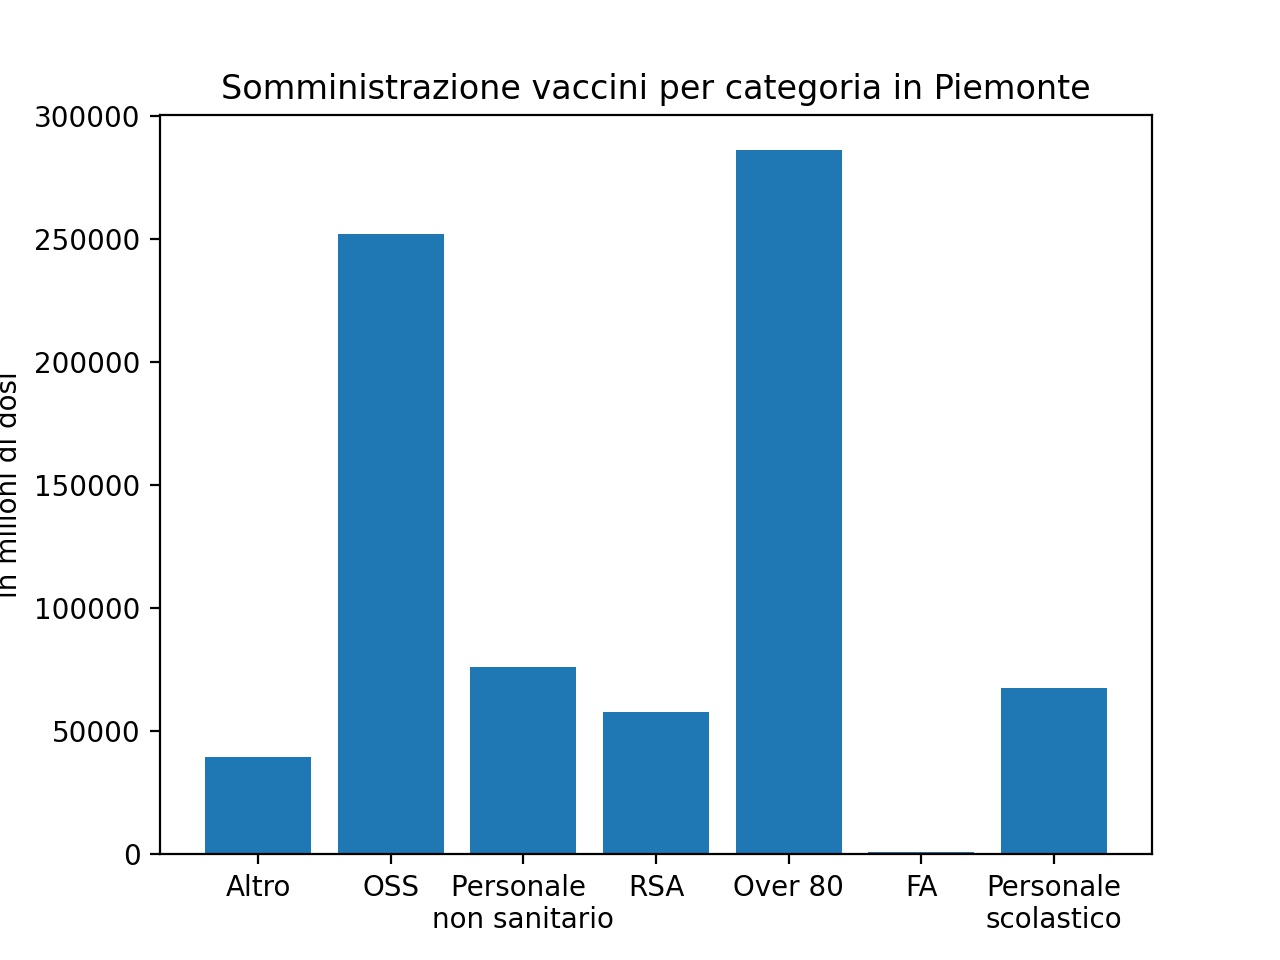 Somministrazione vaccini per categoria in Piemonte
300000
250000
200000
150000
100000
50000
0
in milioni di dosi
Altro
OSS
Personale
non sanitario
RSA
Over 80
FA
Personale
scolastico